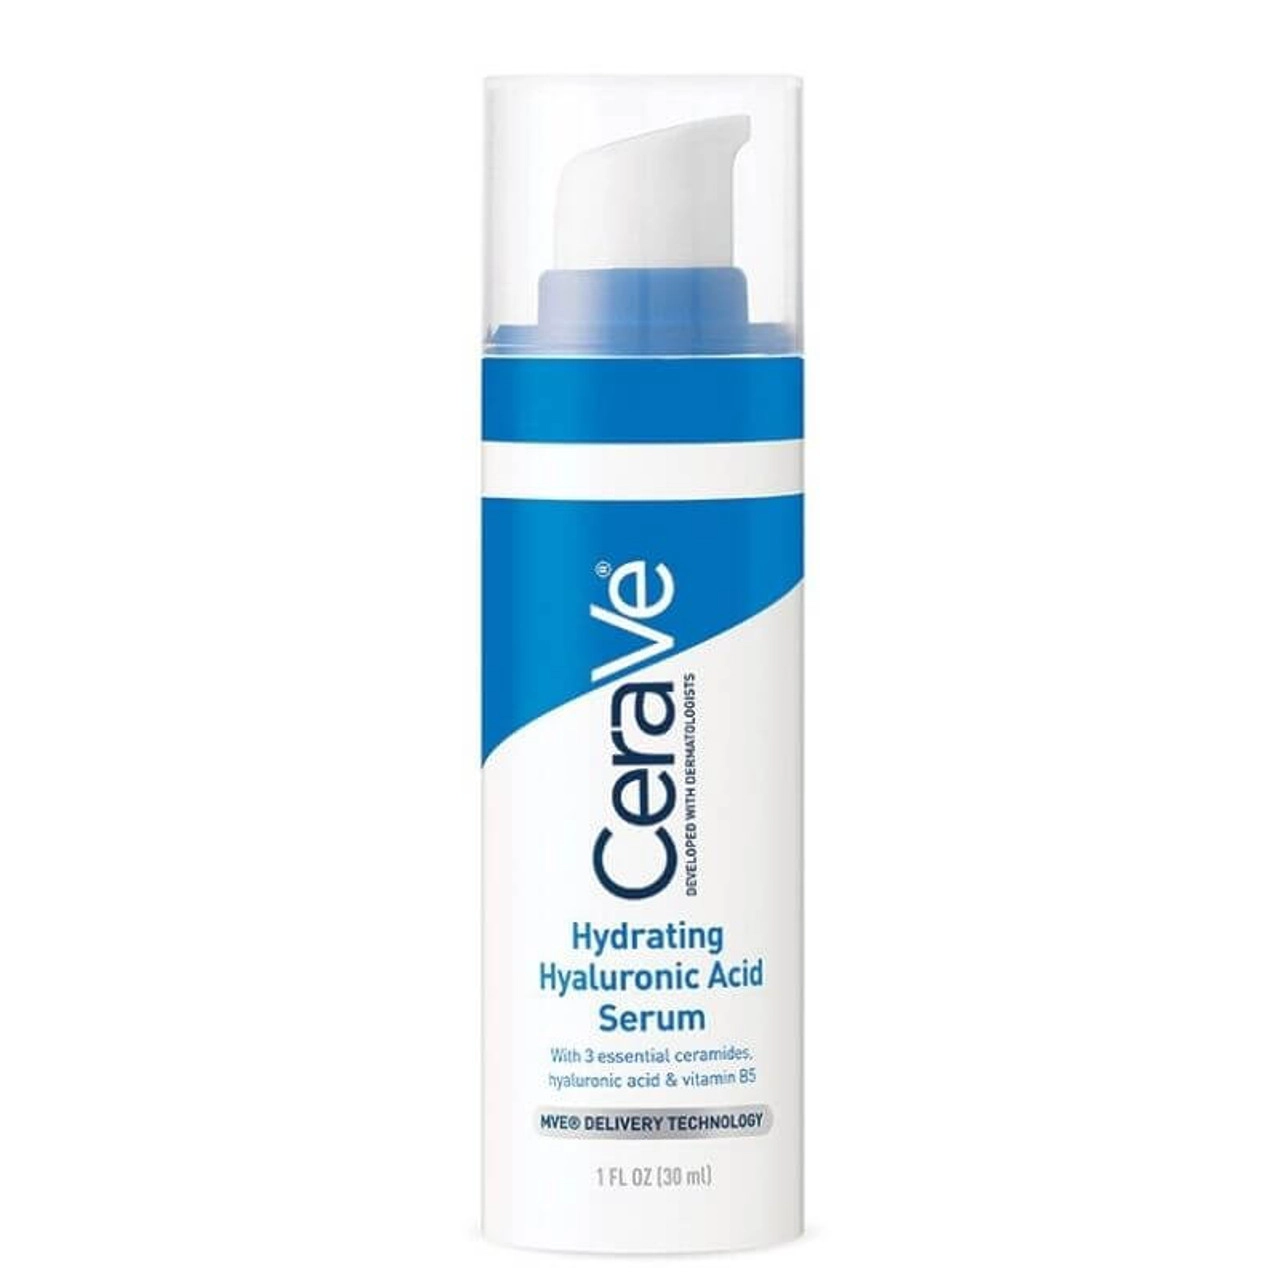 CeraVe®
DEVELOPED WITH DERMATOLOGISTS
Hydrating
Hyaluronic Acid
Serum
With 3 essential ceramides,
hyaluronic acid & vitamin B5
MVE® DELIVERY TECHNOLOGY
1 FL OZ (30 ml)